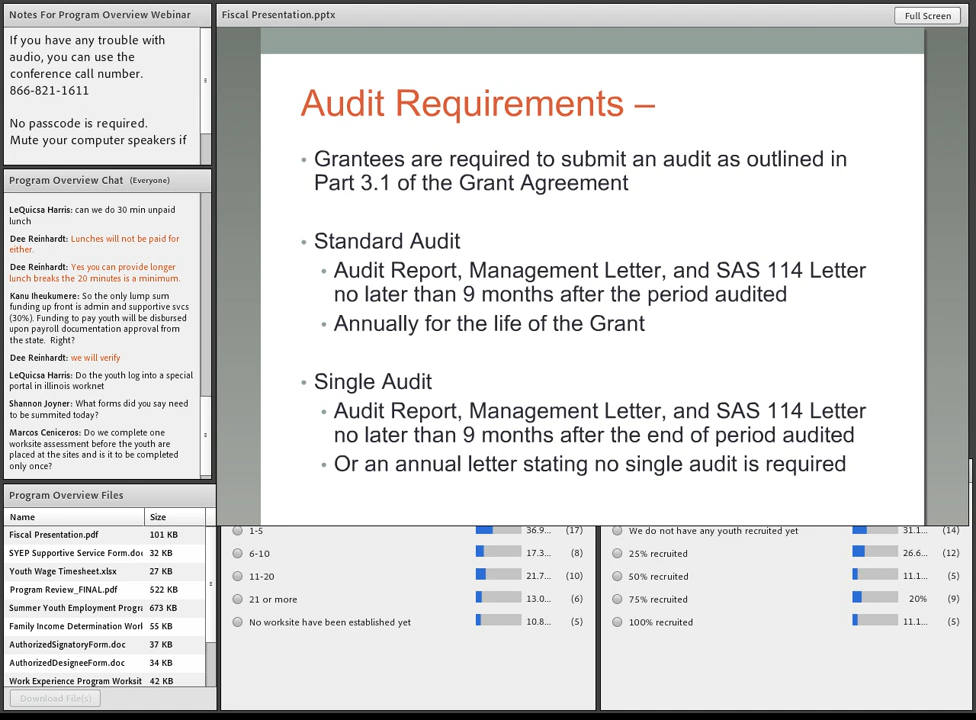 Notes For Program Overview Webinar
If you have any trouble with
audio, you can use the
conference call number.
866-821-1611
No passcode is required.
Mute your computer speakers if
Program Overview Chat (Everyone)
LeQuicsa Harris: can we do 30 min unpaid
lunch
Dee Reinhardt: Lunches will not be paid for
either.
Dee Reinhardt: Yes you can provide longer
lunch breaks the 20 minutes is a minimum.
Kanu Iheukumere: So the only lump sum
funding up front is admin and supportive svcs
(30%). Funding to pay youth will be disbursed
upon payroll documentation approval from
the state. Right?
Dee Reinhardt: we will verify
LeQuicsa Harris: Do the youth log into a special
portal in illinois worknet
Shannon Joyner: What forms did you say need
to be summited today?
Marcos Ceniceros: Do we complete one
worksite assessment before the youth are
placed at the sites and is it to be completed
only once?
Program Overview Files
Name Size
Fiscal Presentation.pdf 101 KB
SYEP Supportive Service Form.doc 32 KB
Youth Wage Timesheet.xlsx 27 KB
Program Review_FINAL.pdf 522 KB
Summer Youth Employment Progra 673 KB
Family Income Determination Worl 55 KB
AuthorizedSignatoryForm.doc 37 KB
AuthorizedDesigneeForm.doc 34 KB
Work Experience Program Worksit 42 KB
Download File(s)
Fiscal Presentation.pptx
Full Screen
Audit Requirements –
• Grantees are required to submit an audit as outlined in
Part 3.1 of the Grant Agreement
• Standard Audit
• Audit Report, Management Letter, and SAS 114 Letter
no later than 9 months after the period audited
• Annually for the life of the Grant
• Single Audit
• Audit Report, Management Letter, and SAS 114 Letter
no later than 9 months after the end of period audited
• Or an annual letter stating no single audit is required
1-5 36.9... (17)
6-10 17.3... (8)
11-20 21.7... (10)
21 or more 13.0... (6)
No worksite have been established yet 10.8... (5)
We do not have any youth recruited yet 31.1... (14)
25% recruited 26.6... (12)
50% recruited 11.1... (5)
75% recruited 20% (9)
100% recruited 11.1... (5)